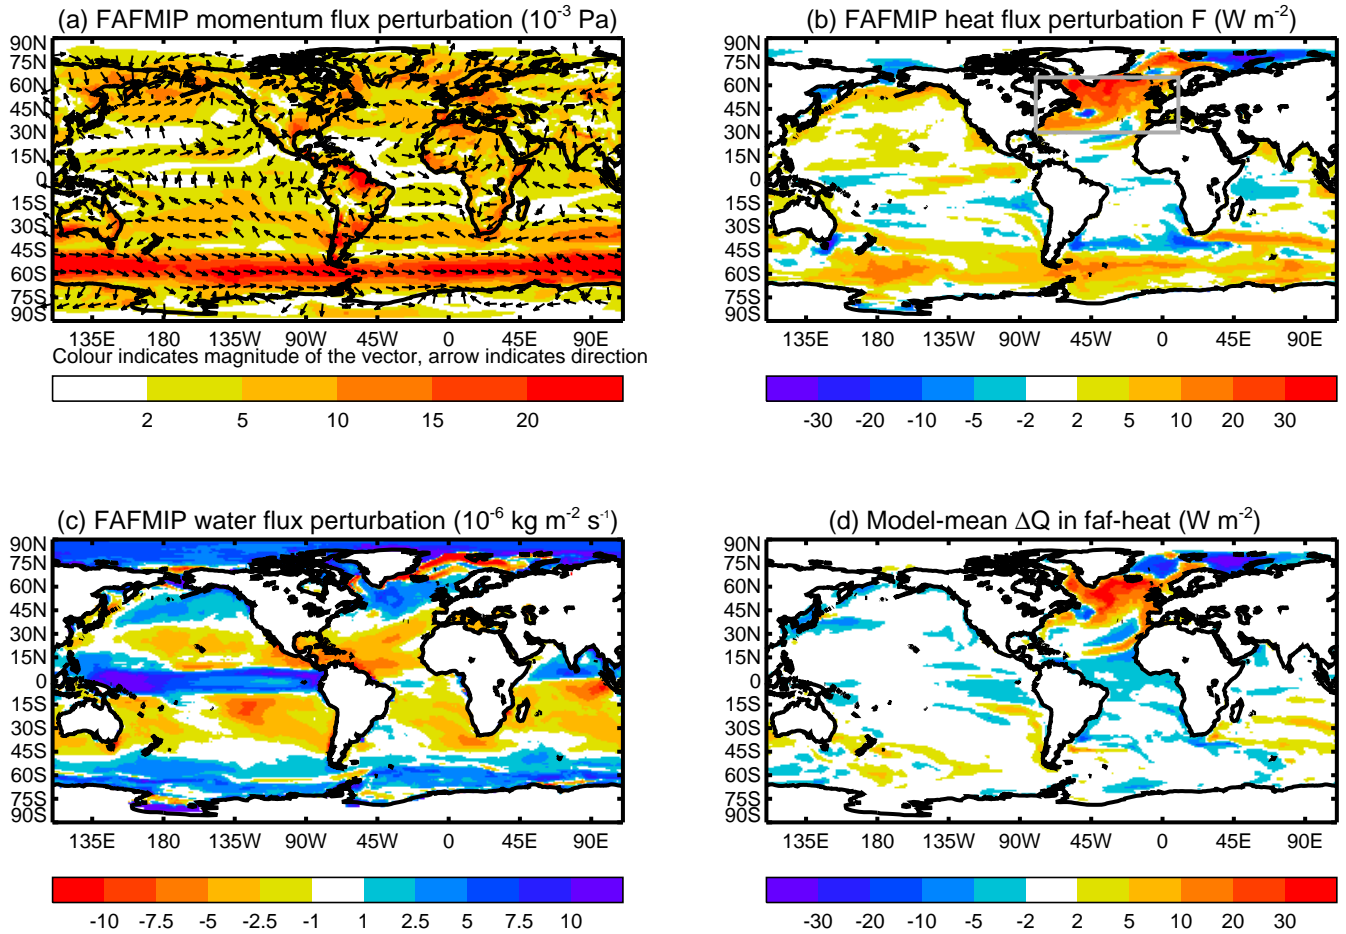 (a) FAFMIP momentum flux perturbation (10⁻³ Pa)
90N
75N
60N
45N
30N
15N
0
15S
30S
45S
60S
75S
90S
135E 180 135W 90W 45W 0 45E 90E
Colour indicates magnitude of the vector, arrow indicates direction
2 5 10 15 20
(b) FAFMIP heat flux perturbation F (W m⁻²)
90N
75N
60N
45N
30N
15N
0
15S
30S
45S
60S
75S
90S
135E 180 135W 90W 45W 0 45E 90E
-30 -20 -10 -5 -2 2 5 10 20 30
(c) FAFMIP water flux perturbation (10⁻⁶ kg m⁻² s⁻¹)
90N
75N
60N
45N
30N
15N
0
15S
30S
45S
60S
75S
90S
135E 180 135W 90W 45W 0 45E 90E
-10 -7.5 -5 -2.5 -1 1 2.5 5 7.5 10
(d) Model-mean ΔQ in faf-heat (W m⁻²)
90N
75N
60N
45N
30N
15N
0
15S
30S
45S
60S
75S
90S
135E 180 135W 90W 45W 0 45E 90E
-30 -20 -10 -5 -2 2 5 10 20 30